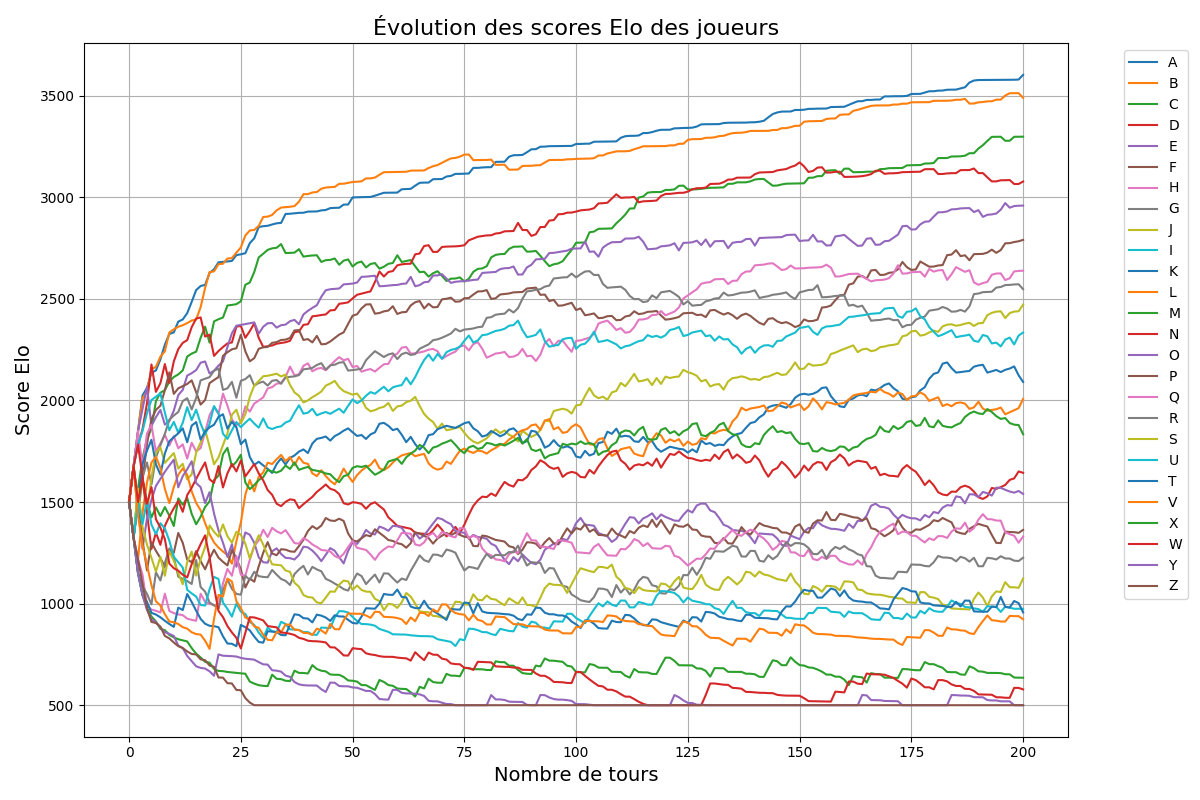 Évolution des scores Elo des joueurs
Score Elo
3500
3000
2500
2000
1500
1000
500
0
25
50
75
100
125
150
175
200
Nombre de tours
A
B
C
D
E
F
H
G
J
I
K
L
M
N
O
P
Q
R
S
U
T
V
X
W
Y
Z